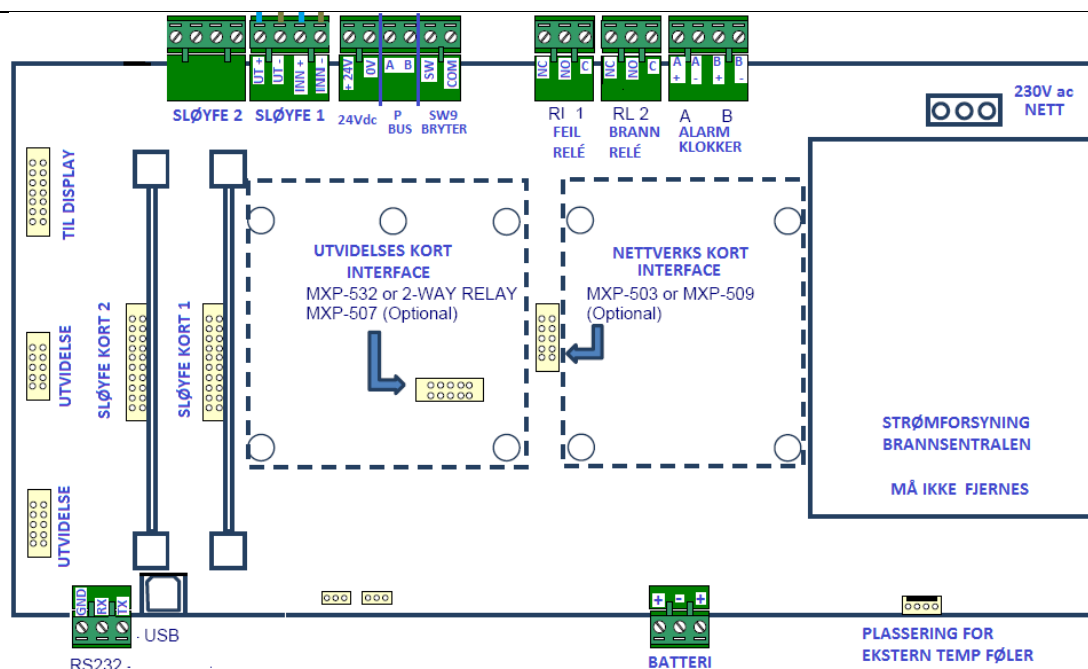 UT +
UT -
INN +
INN -
+ 24V
0V
A B
SW
COM
NC
NO
C
NC
NO
C
A
+
A
-
B
+
B
-
SLØYFE 2
SLØYFE 1
24Vdc
P
BUS
SW9
BRYTER
RI 1
FEIL
RELÉ
RL 2
BRANN
RELÉ
A B
ALARM
KLOKKER
230V ac
NETT
TIL DISPLAY
UTVIDELSE
UTVIDELSE
SLØYFE KORT 2
SLØYFE KORT 1
UTVIDELSES KORT
INTERFACE
MXP-532 or 2-WAY RELAY
MXP-507 (Optional)
NETTVERKS KORT
INTERFACE
MXP-503 or MXP-509
(Optional)
STRØMFORSYNING
BRANNSENTRALEN
MÅ IKKE FJERNES
GND
RX
TX
- USB
RS232 -
+ - +
BATTERI
PLASSERING FOR
EKSTERN TEMP FØLER